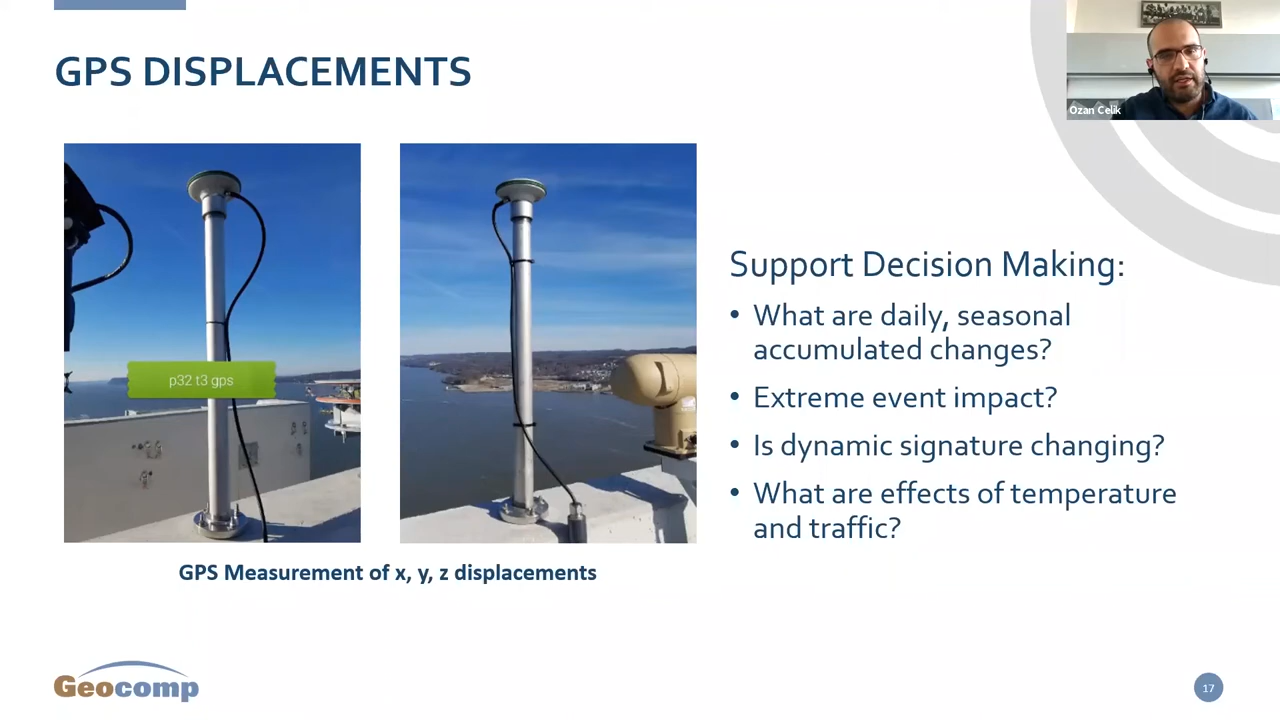 GPS DISPLACEMENTS
Ozan Celik
p32 t3 gps
GPS Measurement of x, y, z displacements
Support Decision Making:
• What are daily, seasonal
accumulated changes?
• Extreme event impact?
• Is dynamic signature changing?
• What are effects of temperature
and traffic?
Geocomp
17